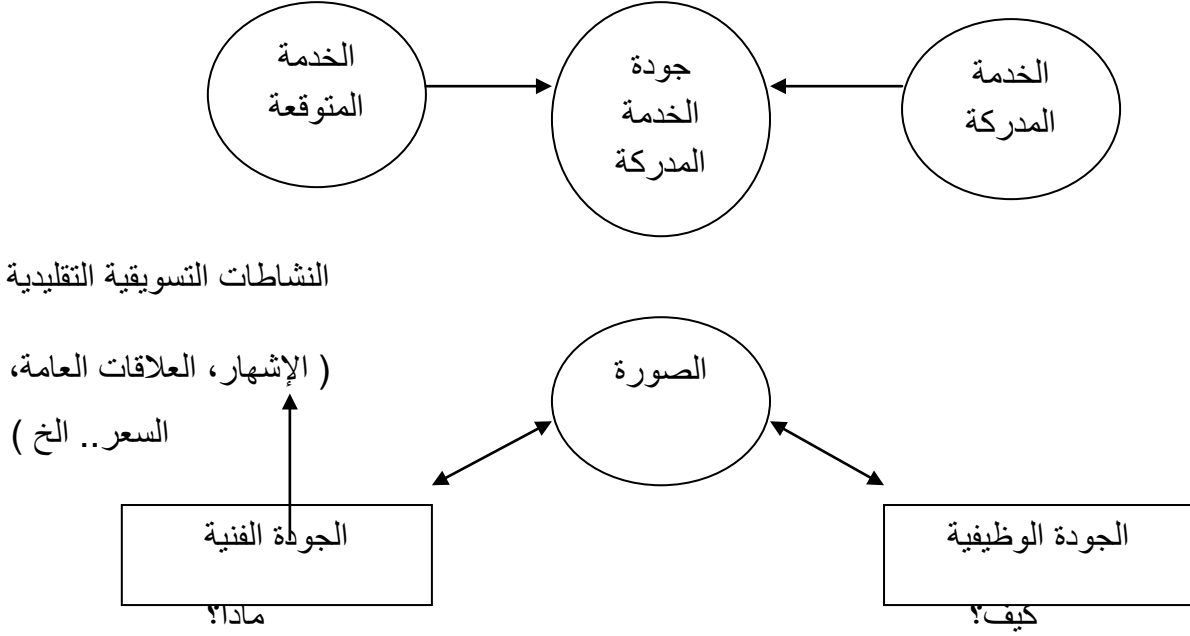 الخدمة
المدركة
جودة
الخدمة
المدركة
الخدمة
المتوقعة
النشاطات التسويقية التقليدية
( الإشهار، العلاقات العامة،
السعر.. الخ )
الصورة
الجودة الوظيفية
كيف؟
الجودة الفنية
ماذا؟